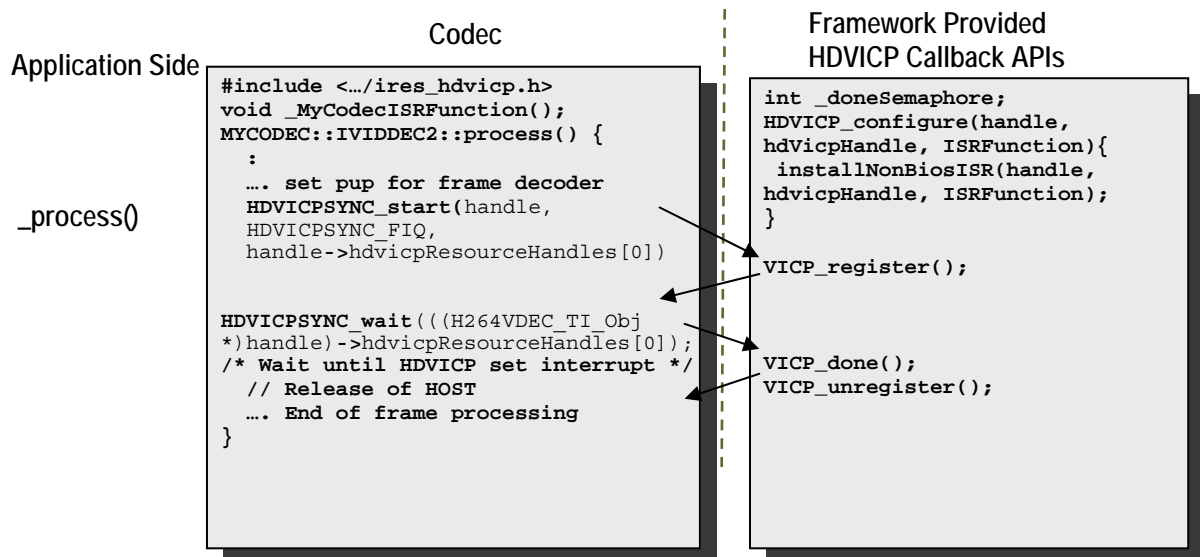 Application Side
_process()
Codec
#include <…/ires_hdvicp.h>
void _MyCodecISRFunction();
MYCODEC::IVIDDEC2::process() {
:
…. set pup for frame decoder
HDVICPSYNC_start(handle,
HDVICPSYNC_FIQ,
handle->hdvicpResourceHandles[0])
HDVICPSYNC_wait(((H264VDEC_TI_Obj
*)handle)->hdvicpResourceHandles[0]);
/* Wait until HDVICP set interrupt */
// Release of HOST
…. End of frame processing
}
Framework Provided
HDVICP Callback APIs
int _doneSemaphore;
HDVICP_configure(handle,
hdVicpHandle, ISRFunction){
installNonBiosISR(handle,
hdvicpHandle, ISRFunction);
}
VICP_register();
VICP_done();
VICP_unregister();